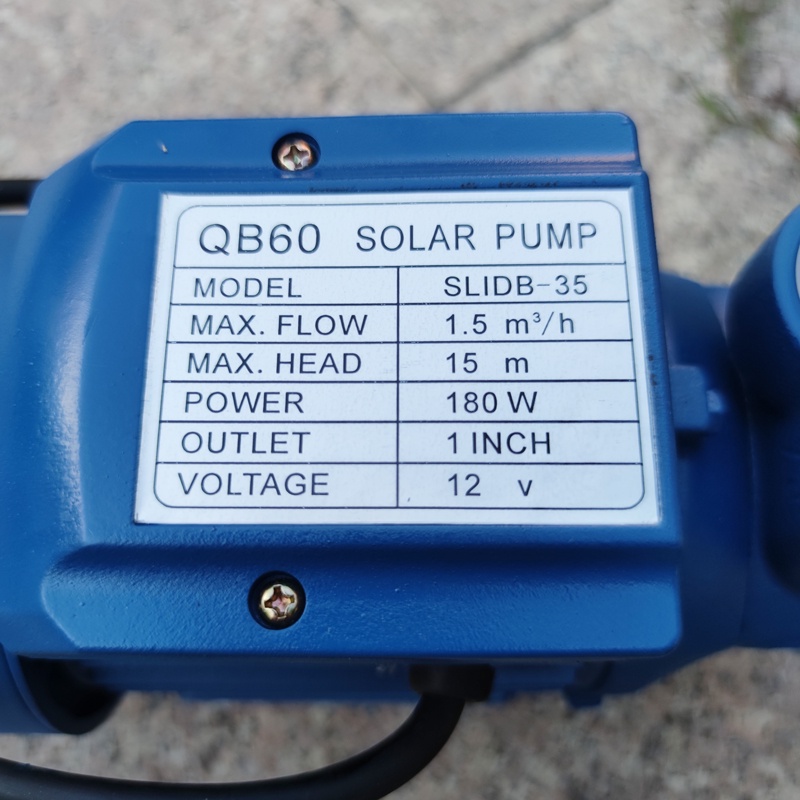 QB60 SOLAR PUMP
MODEL SLIDB-35
MAX. FLOW 1.5 m³/h
MAX. HEAD 15 m
POWER 180 W
OUTLET 1 INCH
VOLTAGE 12 v